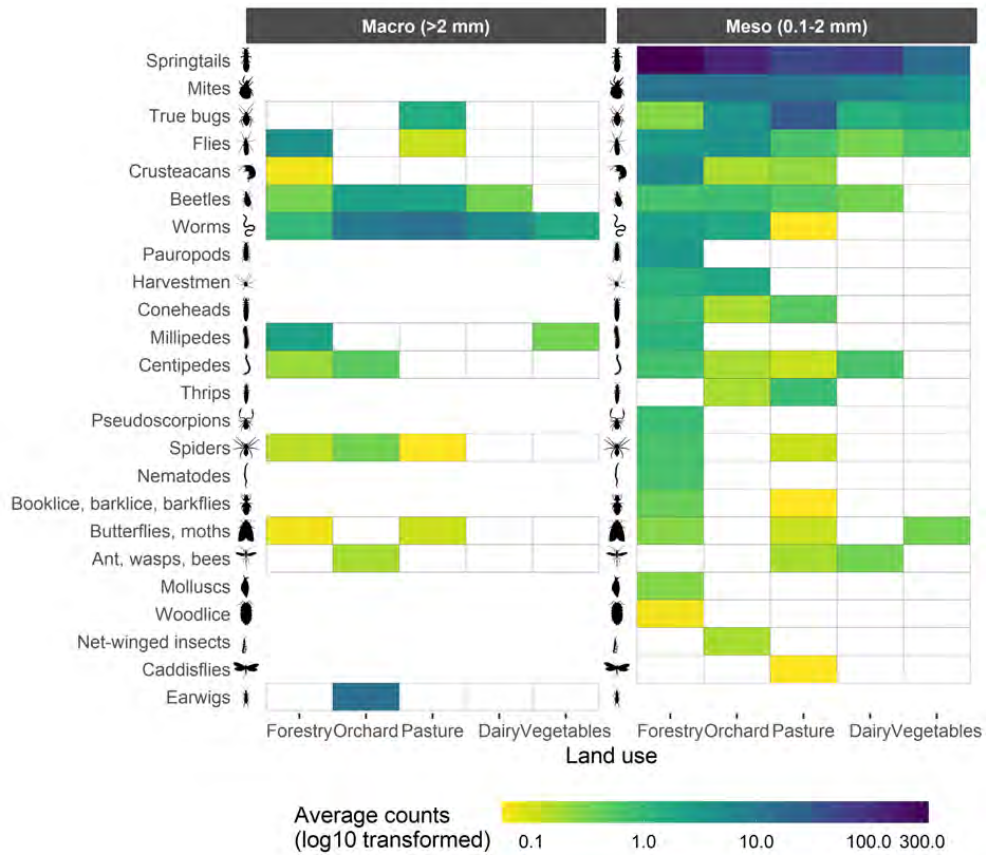 Macro (>2 mm)
Meso (0.1-2 mm)
Springtails
Mites
True bugs
Flies
Crusteacans
Beetles
Worms
Pauropods
Harvestmen
Coneheads
Millipedes
Centipedes
Thrips
Pseudoscorpions
Spiders
Nematodes
Booklice, barklice, barkflies
Butterflies, moths
Ant, wasps, bees
Molluscs
Woodlice
Net-winged insects
Caddisflies
Earwigs
Forestry Orchard Pasture Dairy Vegetables
Forestry Orchard Pasture Dairy Vegetables
Land use
Average counts
(log10 transformed)
0.1 1.0 10.0 100.0 300.0